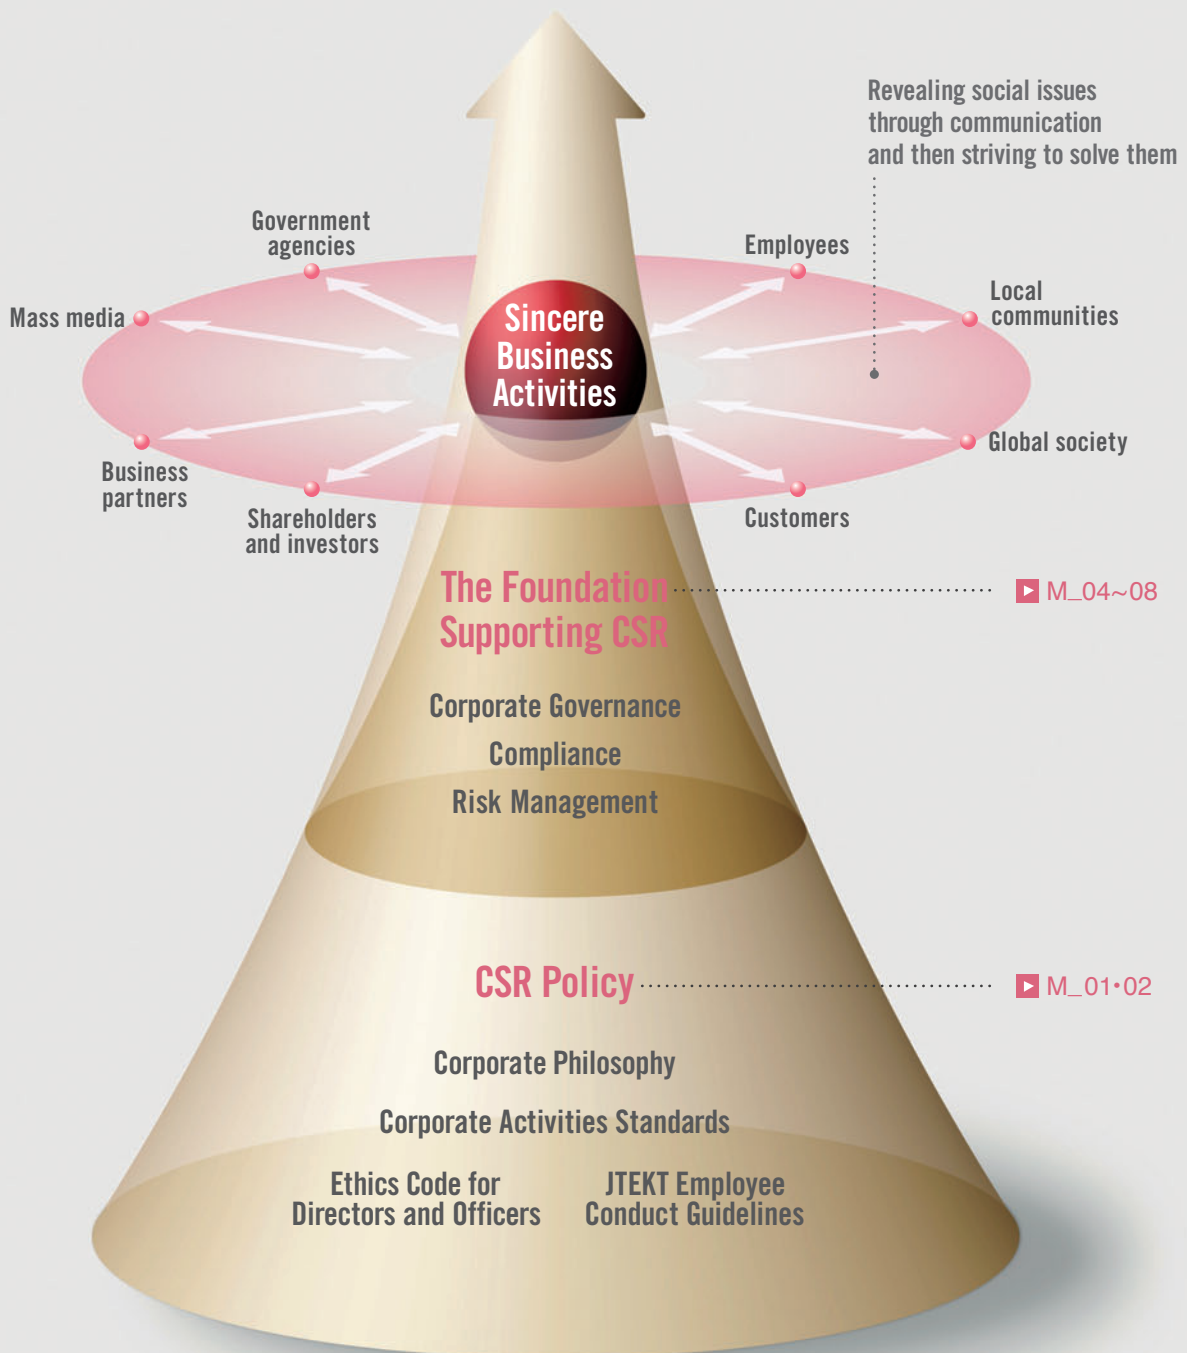 Revealing social issues
through communication
and then striving to solve them
Government
agencies
Employees
Mass media
Local
communities
Sincere
Business
Activities
Business
partners
Global society
Shareholders
and investors
Customers
The Foundation
Supporting CSR
M_04~08
Corporate Governance
Compliance
Risk Management
CSR Policy
M_01•02
Corporate Philosophy
Corporate Activities Standards
Ethics Code for
Directors and Officers
JTEKT Employee
Conduct Guidelines